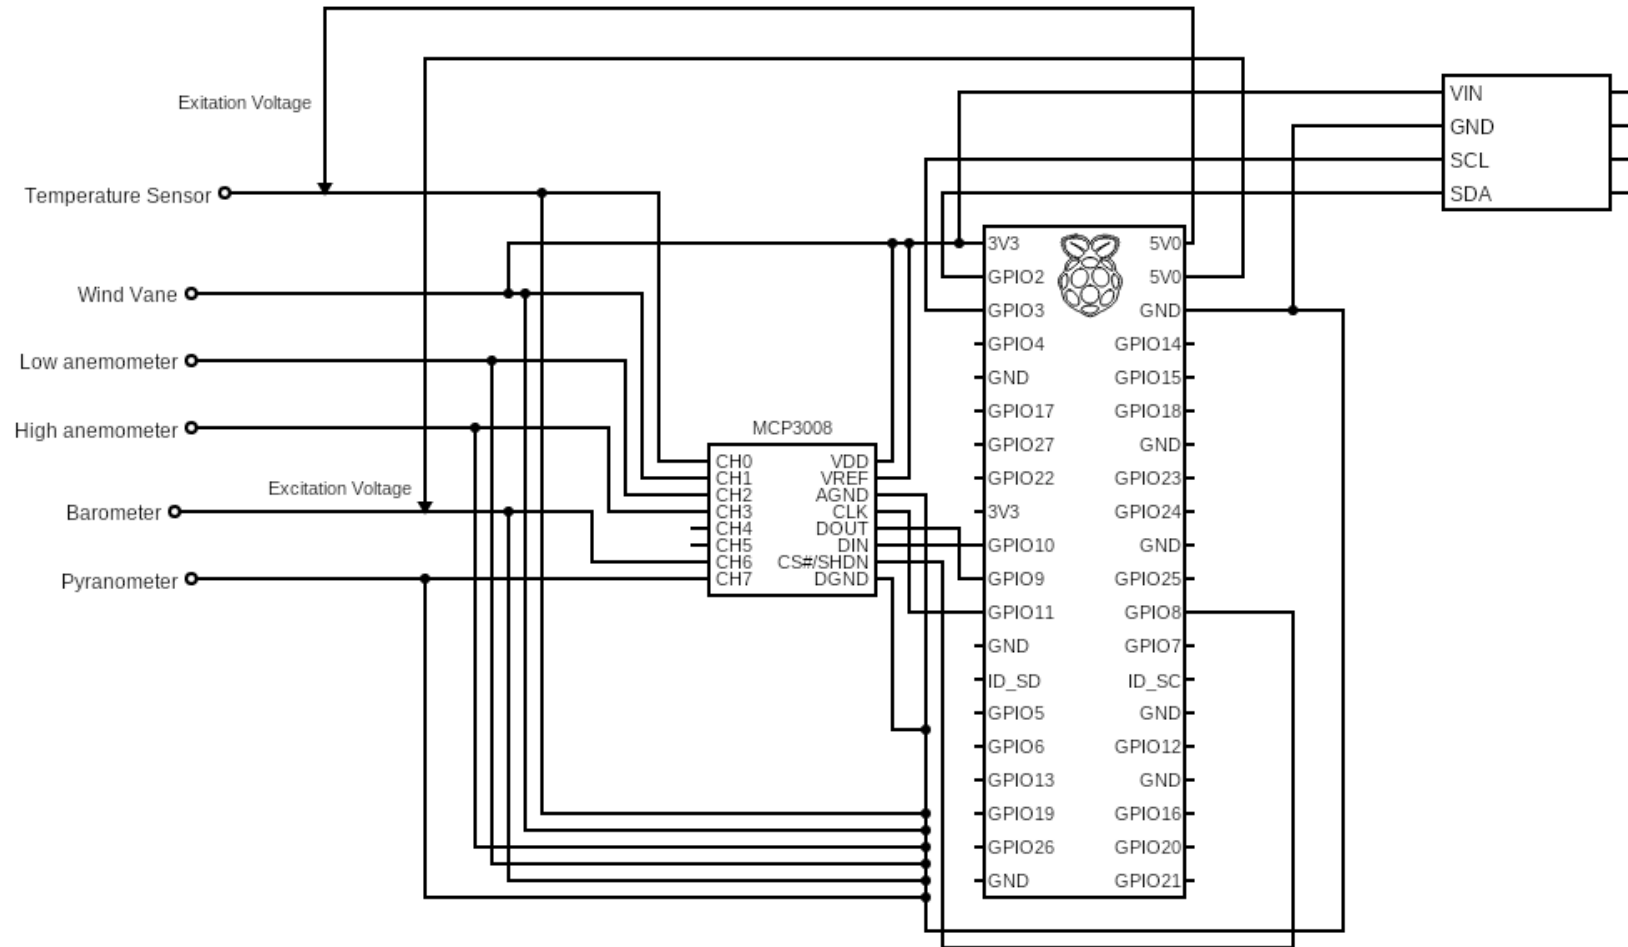 Exitation Voltage
Temperature Sensor
Wind Vane
Low anemometer
High anemometer
Excitation Voltage
Barometer
Pyranometer
MCP3008
CH0 VDD
CH1 VREF
CH2 AGND
CH3 CLK
CH4 DOUT
CH5 DIN
CH6 CS#/SHDN
CH7 DGND
3V3 5V0
GPIO2 5V0
GPIO3 GND
GPIO4 GPIO14
GND GPIO15
GPIO17 GPIO18
GPIO27 GND
GPIO22 GPIO23
3V3 GPIO24
GPIO10 GND
GPIO9 GPIO25
GPIO11 GPIO8
GND GPIO7
ID_SD ID_SC
GPIO5 GND
GPIO6 GPIO12
GPIO13 GND
GPIO19 GPIO16
GPIO26 GPIO20
GND GPIO21
VIN
GND
SCL
SDA